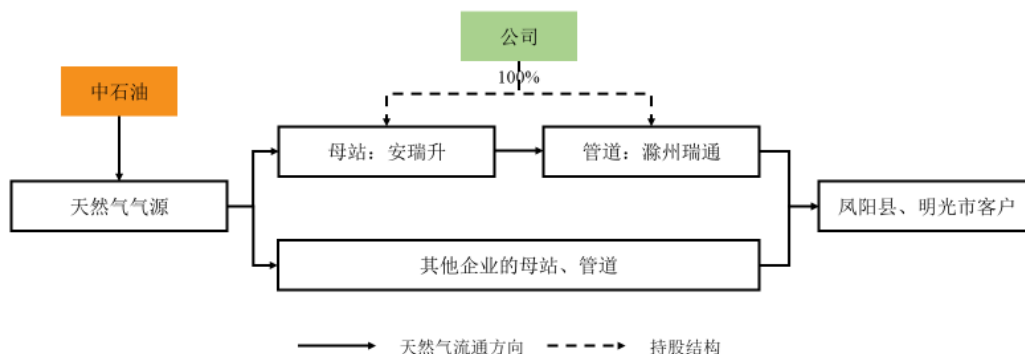 公司
100%
中石油
母站：安瑞升
管道：滁州瑞通
天然气气源
凤阳县、明光市客户
其他企业的母站、管道
天然气流通方向
持股结构